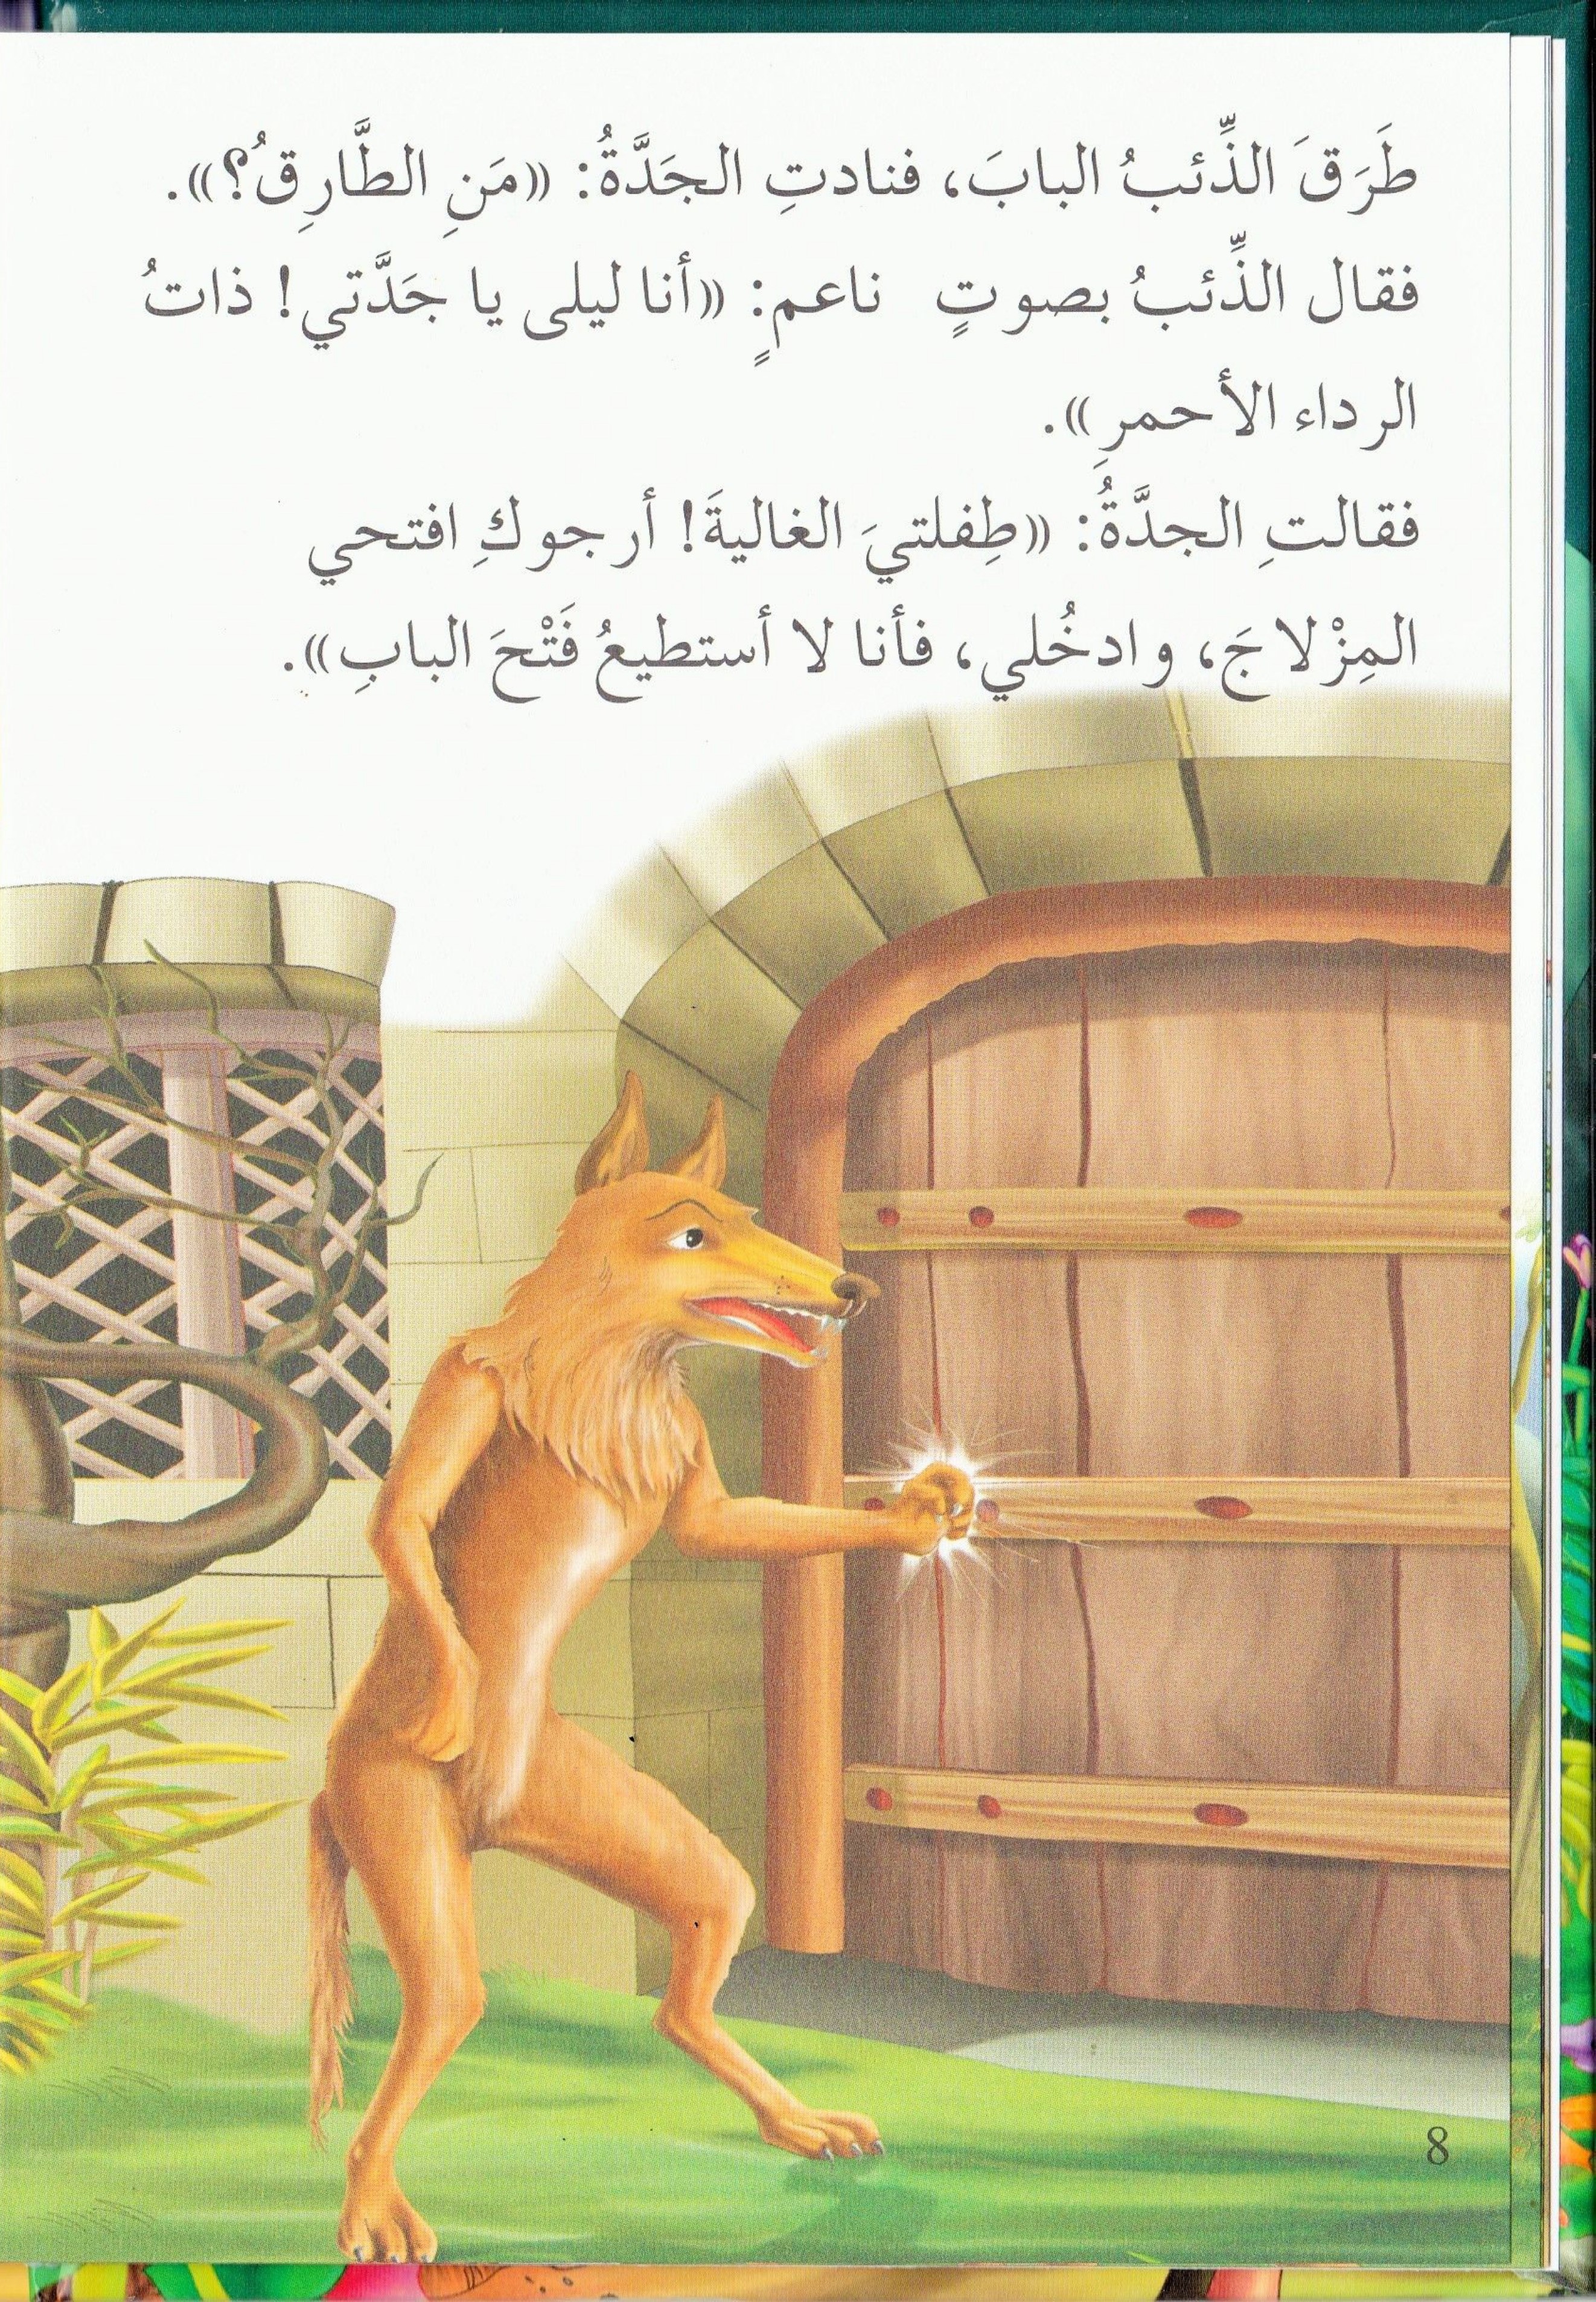 طَرَقَ الذِّئبُ البابَ، فنادتِ الجَدَّةُ: «مَنِ الطَّارِقُ؟».
فقال الذِّئبُ بصوتٍ ناعمٍ: «أنا ليلى يا جَدَّتي! ذاتُ
الرداء الأحمرِ».
فقالتِ الجدَّةُ: «طِفلتيَ الغاليةَ! أرجوكِ افتحي
المِزْلاجَ، وادخُلي، فأنا لا أستطيعُ فَتْحَ البابِ».
8